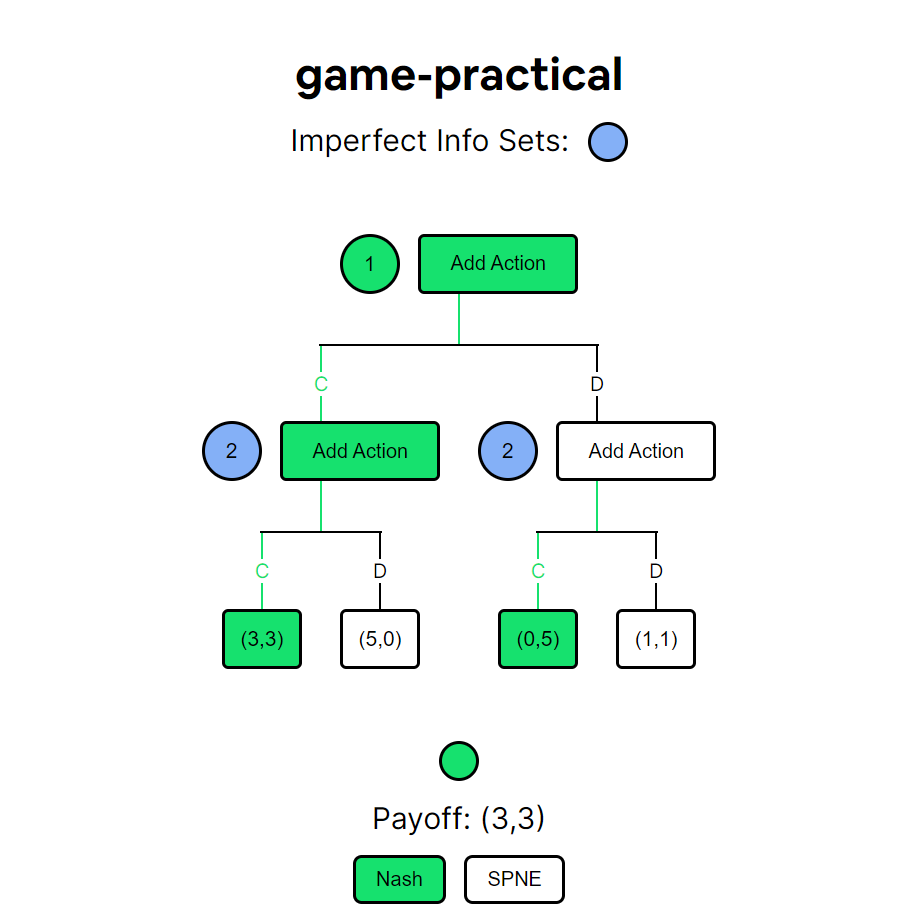 game-practical
Imperfect Info Sets:
1 Add Action
C D
2 Add Action 2 Add Action
C D C D
(3,3) (5,0) (0,5) (1,1)
Payoff: (3,3)
Nash SPNE